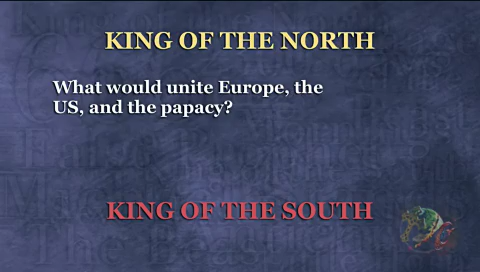 KING OF THE NORTH
What would unite Europe, the
US, and the papacy?
KING OF THE SOUTH